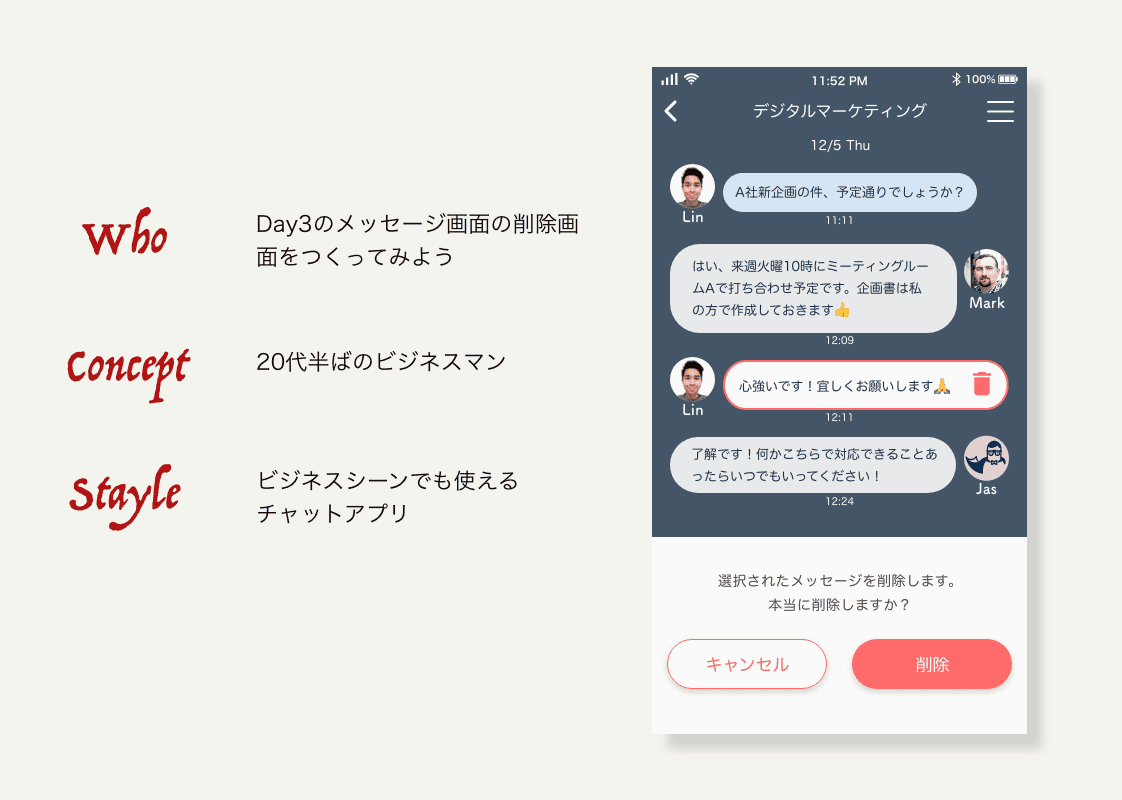 Who
Day3のメッセージ画面の削除画
面をつくってみよう
Concept
20代半ばのビジネスマン
Stayle
ビジネスシーンでも使える
チャットアプリ
11:52 PM
100%
デジタルマーケティング
12/5 Thu
A社新企画の件、予定通りでしょうか？
Lin
11:11
はい、来週火曜10時にミーティングルー
ムAで打ち合わせ予定です。企画書は私
の方で作成しておきます👍
Mark
12:09
心強いです！宜しくお願いします🙏
Lin
12:11
了解です！何かこちらで対応できることあ
ったらいつでもいってください！
Jas
12:24
選択されたメッセージを削除します。
本当に削除しますか？
キャンセル
削除